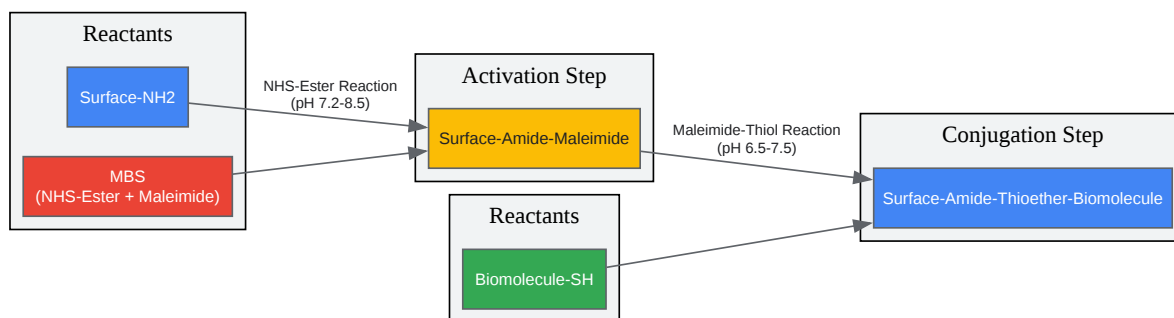 Reactants
Surface-NH2
MBS
(NHS-Ester + Maleimide)
NHS-Ester Reaction
(pH 7.2-8.5)
Activation Step
Surface-Amide-Maleimide
Reactants
Biomolecule-SH
Maleimide-Thiol Reaction
(pH 6.5-7.5)
Conjugation Step
Surface-Amide-Thioether-Biomolecule